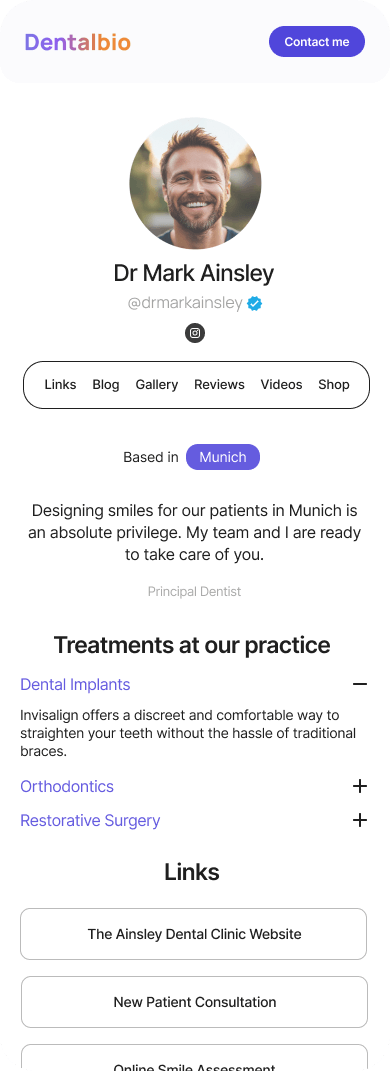 Dentalbio
Contact me
Dr Mark Ainsley
@drmarkainsley
Links Blog Gallery Reviews Videos Shop
Based in Munich
Designing smiles for our patients in Munich is
an absolute privilege. My team and I are ready
to take care of you.
Principal Dentist
Treatments at our practice
Dental Implants
Invisalign offers a discreet and comfortable way to
straighten your teeth without the hassle of traditional
braces.
Orthodontics
Restorative Surgery
Links
The Ainsley Dental Clinic Website
New Patient Consultation
Online Smile Assessment